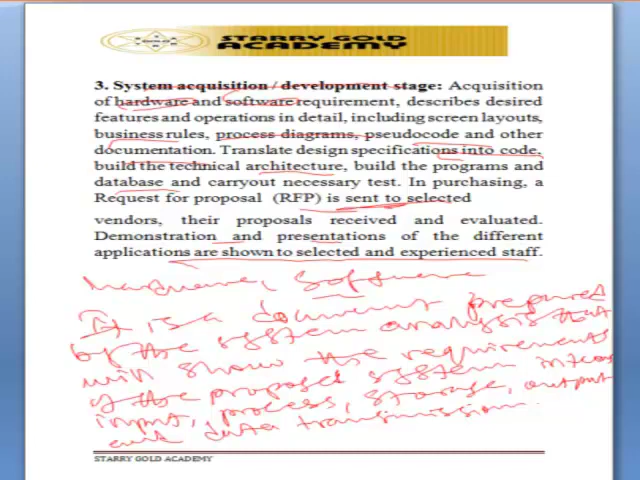 STARRY GOLD
ACADEMY
3. System acquisition / development stage: Acquisition
of hardware and software requirement, describes desired
features and operations in detail, including screen layouts,
business rules, process diagrams, pseudocode and other
documentation. Translate design specifications into code,
build the technical architecture, build the programs and
database and carryout necessary test. In purchasing, a
Request for proposal (RFP) is sent to selected
vendors, their proposals received and evaluated.
Demonstration and presentations of the different
applications are shown to selected and experienced staff.
hardware, Software
It is a document prepared
by the system analysis that
will show the requirements
of the proposed system
input, process, storage, output
and data transmission.
STARRY GOLD ACADEMY